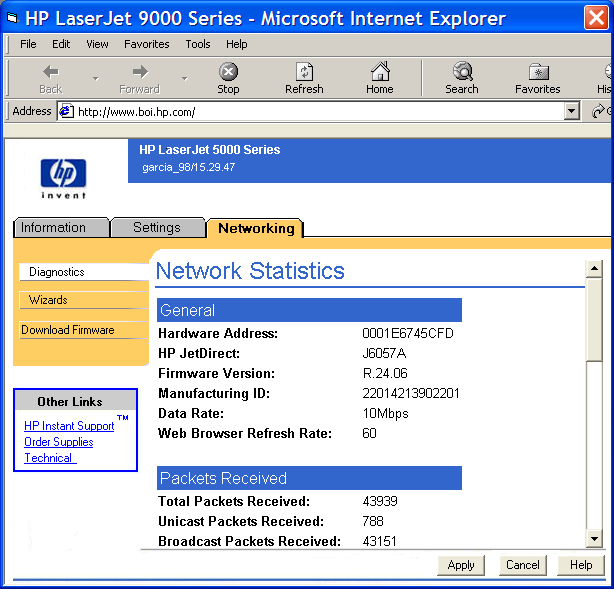 HP LaserJet 9000 Series - Microsoft Internet Explorer
File Edit View Favorites Tools Help
Back Forward Stop Refresh Home Search Favorites His
Address http://www.boi.hp.com/ G
hp
invent
HP LaserJet 5000 Series
garcia_98/15.29.47
Information Settings Networking
Diagnostics
Wizards
Download Firmware
Other Links
HP Instant Support™
Order Supplies
Technical
Network Statistics
General
Hardware Address: 0001E6745CFD
HP JetDirect: J6057A
Firmware Version: R.24.06
Manufacturing ID: 22014213902201
Data Rate: 10Mbps
Web Browser Refresh Rate: 60
Packets Received
Total Packets Received: 43939
Unicast Packets Received: 788
Broadcast Packets Received: 43151
Apply Cancel Help